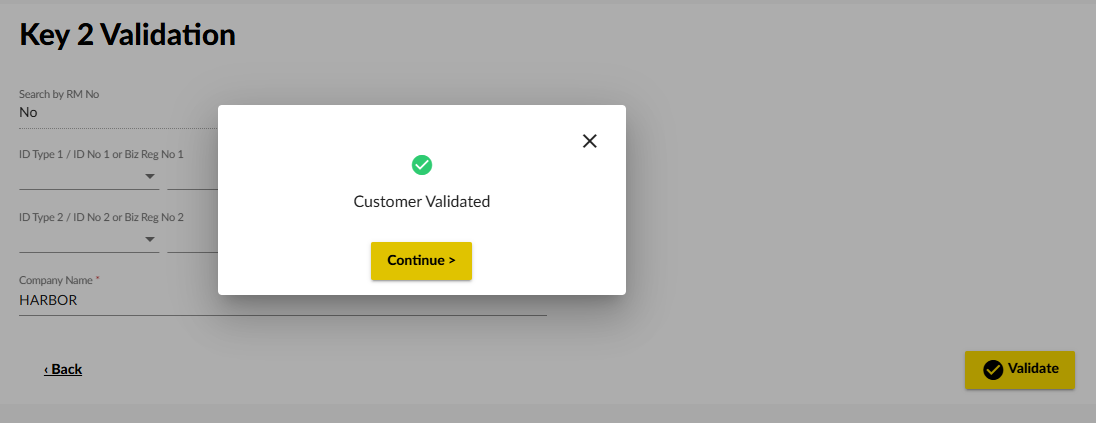 Key 2 Validation
Search by RM No
No
ID Type 1 / ID No 1 or Biz Reg No 1
ID Type 2 / ID No 2 or Biz Reg No 2
Company Name *
HARBOR
Customer Validated
Continue >
‹ Back
Validate